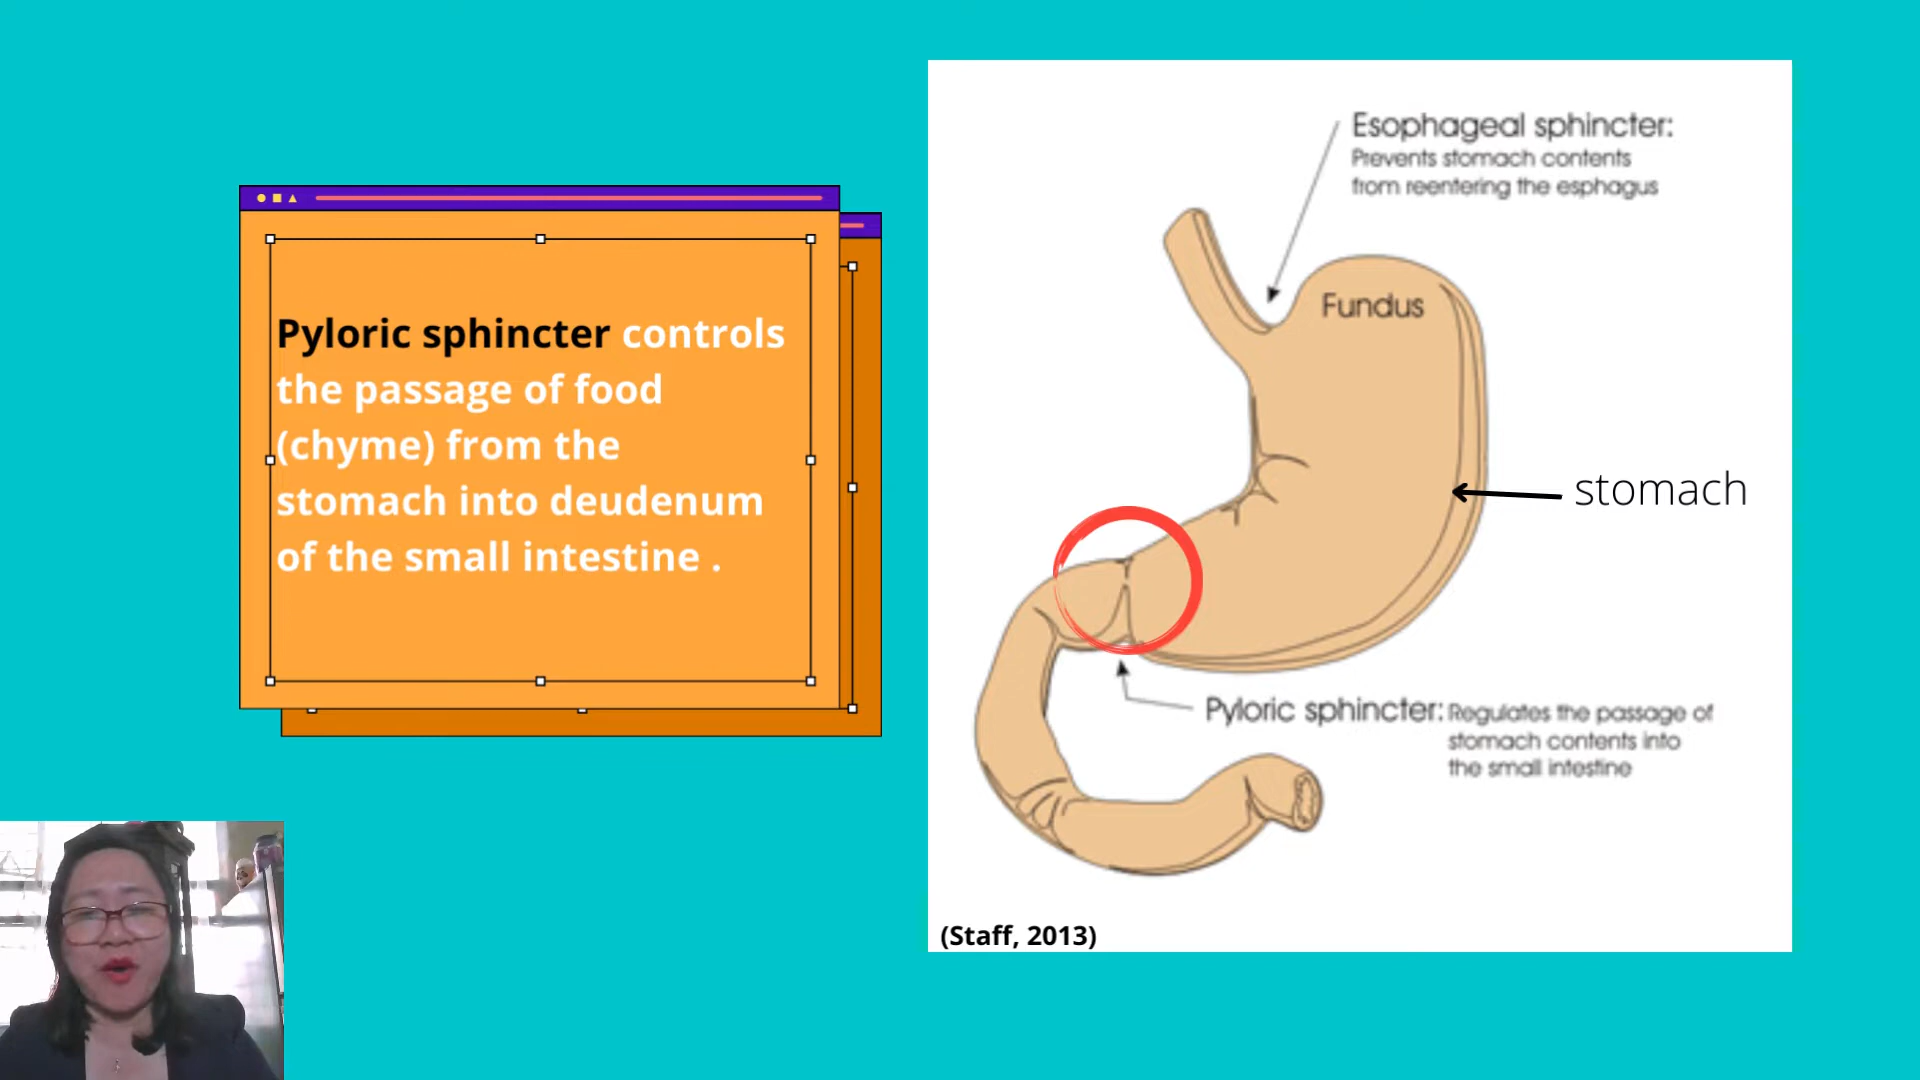 Pyloric sphincter controls
the passage of food
(chyme) from the
stomach into deudenum
of the small intestine .
Esophageal sphincter:
Prevents stomach contents
from reentering the esphagus
Fundus
stomach
Pyloric sphincter: Regulates the passage of
stomach contents into
the small intestine
(Staff, 2013)